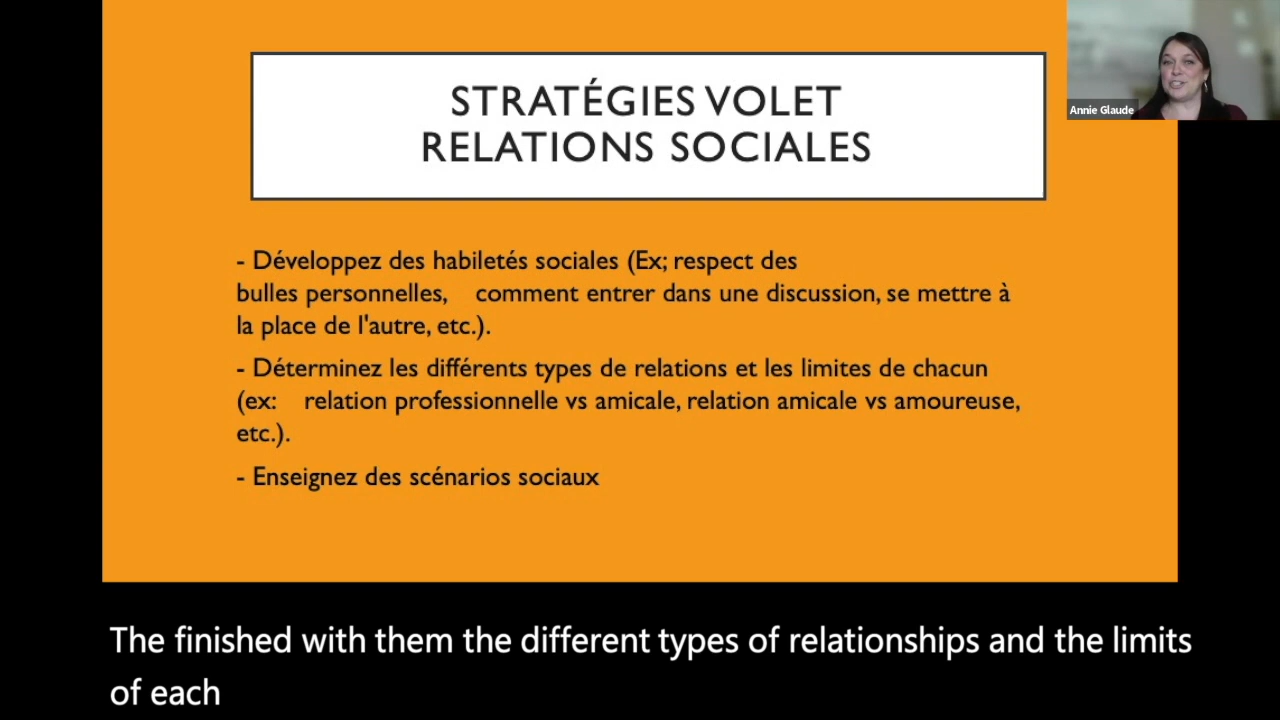 STRATÉGIES VOLET
RELATIONS SOCIALES
Annie Glaude
- Développez des habiletés sociales (Ex; respect des
bulles personnelles, comment entrer dans une discussion, se mettre à
la place de l'autre, etc.).
- Déterminez les différents types de relations et les limites de chacun
(ex: relation professionnelle vs amicale, relation amicale vs amoureuse,
etc.).
- Enseignez des scénarios sociaux
The finished with them the different types of relationships and the limits
of each